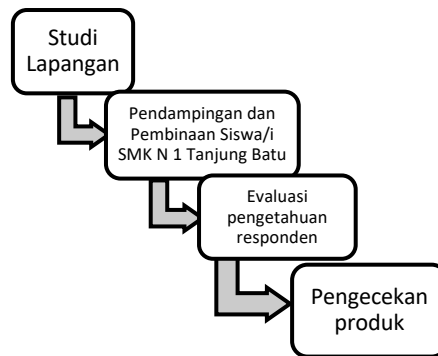 Studi
Lapangan
Pendampingan dan
Pembinaan Siswa/i
SMK N 1 Tanjung Batu
Evaluasi
pengetahuan
responden
Pengecekan
produk